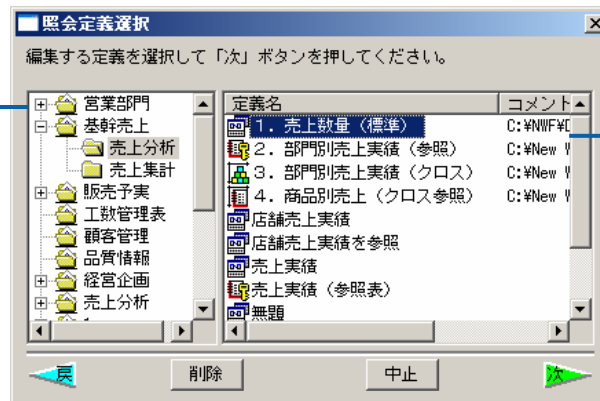 照会定義選択
編集する定義を選択して「次」ボタンを押してください。
営業部門
基幹売上
売上分析
売上集計
販売予実
工数管理表
顧客管理
品質情報
経営企画
売上分析
定義名 コメント
1．売上数量（標準） C:¥NWF¥D
2．部門別売上実績（参照） C:¥New W
3．部門別売上実績（クロス） C:¥New W
4．商品別売上（クロス参照） C:¥New W
店舗売上実績
店舗売上実績を参照
売上実績
売上実績（参照表）
無題
戻 削除 中止 次